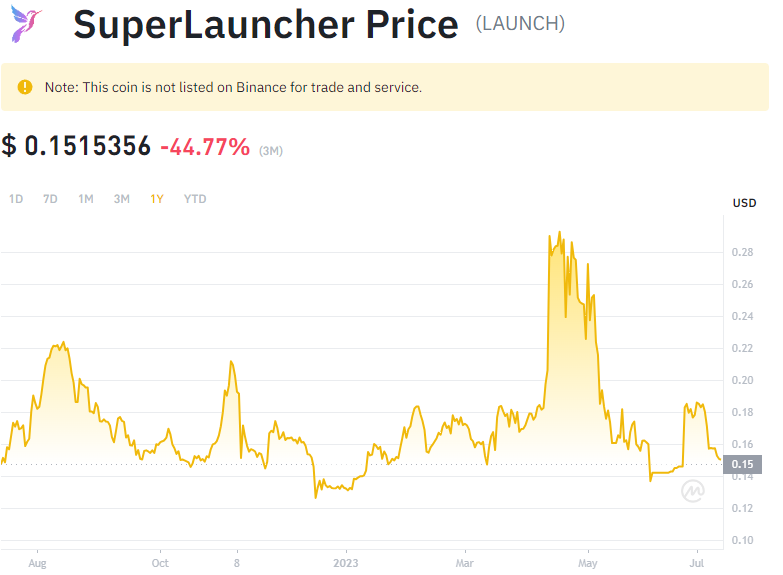 SuperLauncher Price (LAUNCH)
Note: This coin is not listed on Binance for trade and service.
$ 0.1515356 -44.77% (3M)
1D 7D 1M 3M 1Y YTD
USD
0.28
0.26
0.24
0.22
0.20
0.18
0.16
0.15
0.14
0.12
0.10
Aug Oct 8 2023 Mar May Jul